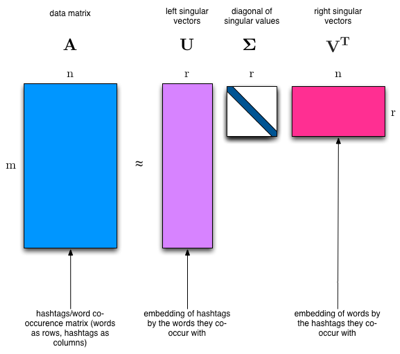 data matrix
left singular
vectors
diagonal of
singular values
right singular
vectors
A
U
Σ
V^T
n
r
r
n
m
≈
r
hashtags/word co-
occurence matrix (words
as rows, hashtags as
columns)
embedding of hashtags
by the words they co-
occur with
embedding of words by
the hashtags they co-
occur with